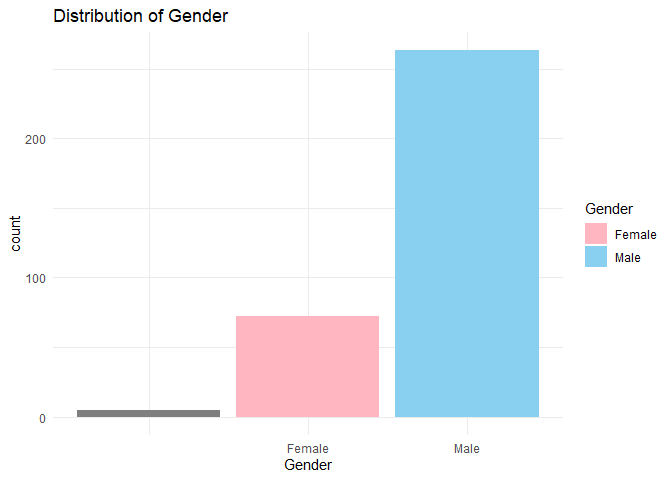 Distribution of Gender
count
200
100
0
Female
Male
Gender
Gender
Female
Male